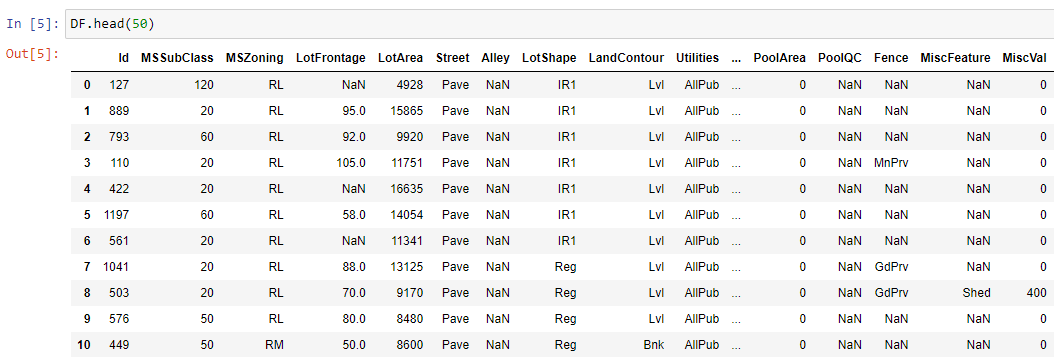 In [5]: DF.head(50)
Out[5]:
Id MSSubClass MSZoning LotFrontage LotArea Street Alley LotShape LandContour Utilities ... PoolArea PoolQC Fence MiscFeature MiscVal
0 127 120 RL NaN 4928 Pave NaN IR1 Lvl AllPub ... 0 NaN NaN NaN 0
1 889 20 RL 95.0 15865 Pave NaN IR1 Lvl AllPub ... 0 NaN NaN NaN 0
2 793 60 RL 92.0 9920 Pave NaN IR1 Lvl AllPub ... 0 NaN NaN NaN 0
3 110 20 RL 105.0 11751 Pave NaN IR1 Lvl AllPub ... 0 NaN MnPrv NaN 0
4 422 20 RL NaN 16635 Pave NaN IR1 Lvl AllPub ... 0 NaN NaN NaN 0
5 1197 60 RL 58.0 14054 Pave NaN IR1 Lvl AllPub ... 0 NaN NaN NaN 0
6 561 20 RL NaN 11341 Pave NaN IR1 Lvl AllPub ... 0 NaN NaN NaN 0
7 1041 20 RL 88.0 13125 Pave NaN Reg Lvl AllPub ... 0 NaN GdPrv NaN 0
8 503 20 RL 70.0 9170 Pave NaN Reg Lvl AllPub ... 0 NaN GdPrv Shed 400
9 576 50 RL 80.0 8480 Pave NaN Reg Lvl AllPub ... 0 NaN NaN NaN 0
10 449 50 RM 50.0 8600 Pave NaN Reg Bnk AllPub ... 0 NaN NaN NaN 0